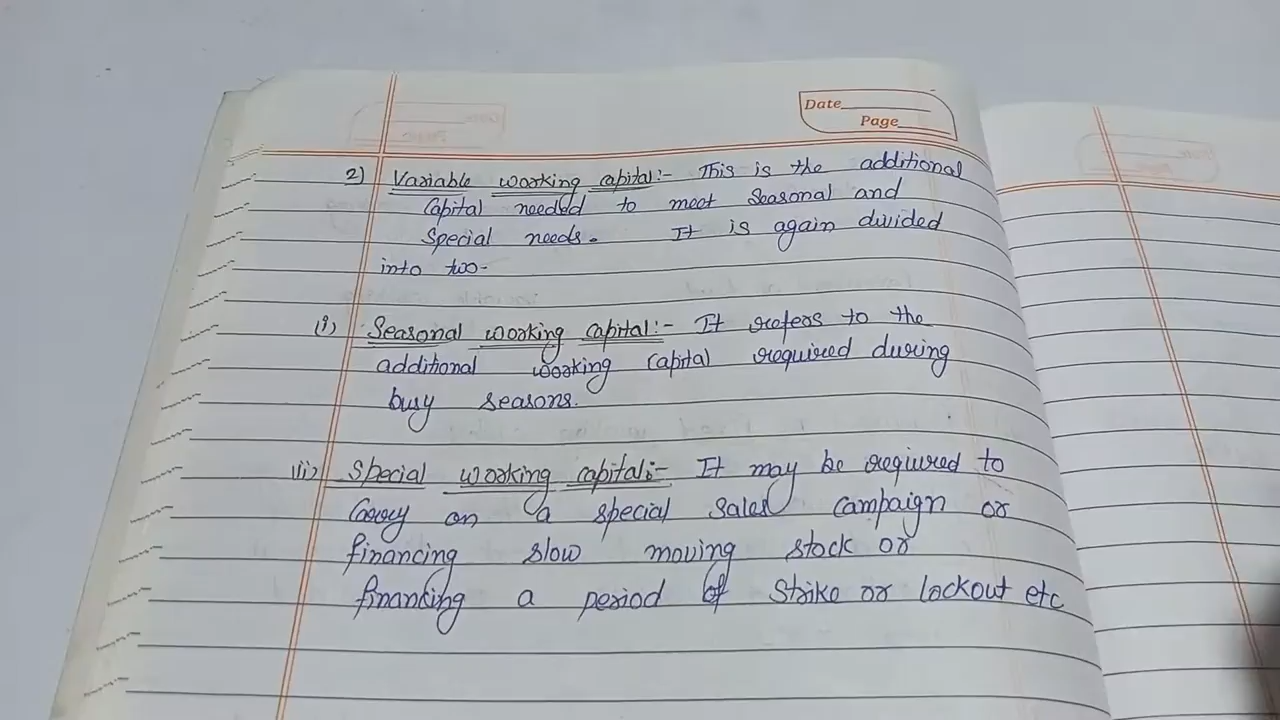 Date
Page
2) Variable working capital:- This is the additional
Capital needed to meet Seasonal and
Special needs. It is again divided
into two-
(i) Seasonal working capital:- It refers to the
additional working Capital required during
busy seasons.
(ii) Special working capital:- It may be reqiured to
Carry on a special sales campaign or
financing slow moving stock or
financing a period of Strike or lockout etc